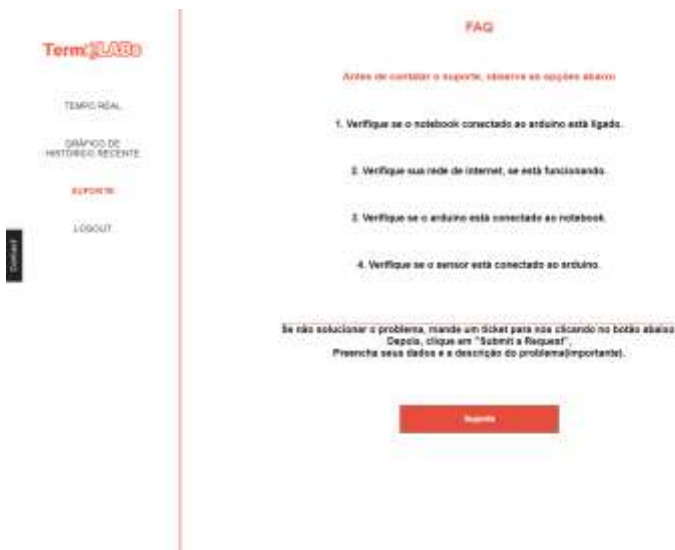 TermoLABs
TEMPO REAL
GRÁFICO DE
HISTÓRICO RECENTE
SUPORTE
LOGOUT
Contact
FAQ
Antes de contatar o suporte, observe as opções abaixo
1. Verifique se o notebook conectado ao arduino está ligado.
2. Verifique sua rede de internet, se está funcionando.
3. Verifique se o arduino está conectado ao notebook.
4. Verifique se o sensor está conectado ao arduino.
Se não solucionar o problema, mande um ticket para nós clicando no botão abaixo
Depois, clique em "Submit a Request",
Preencha seus dados e a descrição do problema(importante).
Suporte